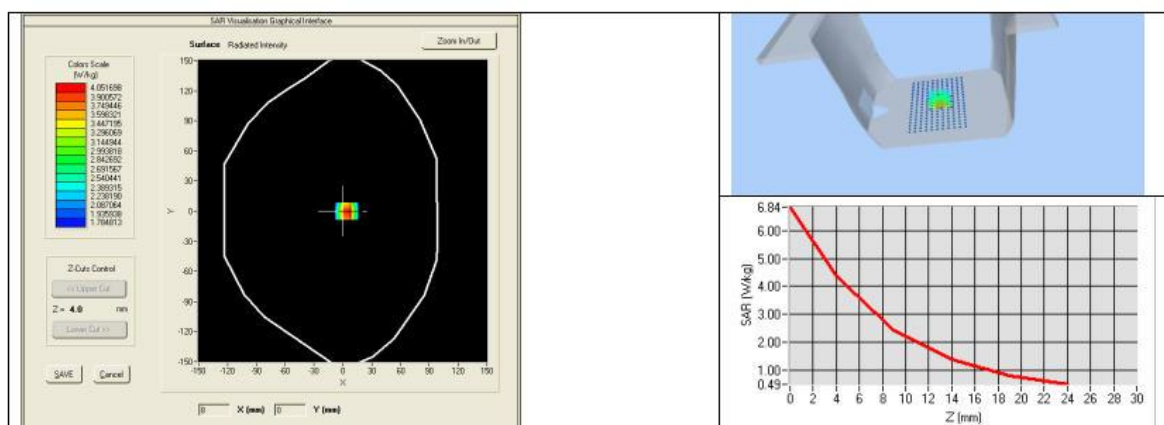 SAR Visualisation Graphical Interface
Surface Radiated Intensity
Zoom In/Out
Colors Scale
(W/kg)
4.051698
3.900572
3.749446
3.598321
3.447195
3.296069
3.144944
2.993818
2.842692
2.691567
2.540441
2.389315
2.238190
2.087064
1.935938
1.784813
Z-Cuts Control
<< Upper Cut
Z = 4.0 mm
Lower Cut >>
SAVE Cancel
150
120
90
60
30
0
-30
-60
-90
-120
-150
Y
-150 -120 -90 -60 -30 0 30 60 90 120 150
X
8 X (mm) 0 Y (mm)
6.84
6.00
5.00
4.00
3.00
2.00
1.00
0.49
SAR (W/kg)
0 2 4 6 8 10 12 14 16 18 20 22 24 26 28 30
Z (mm)